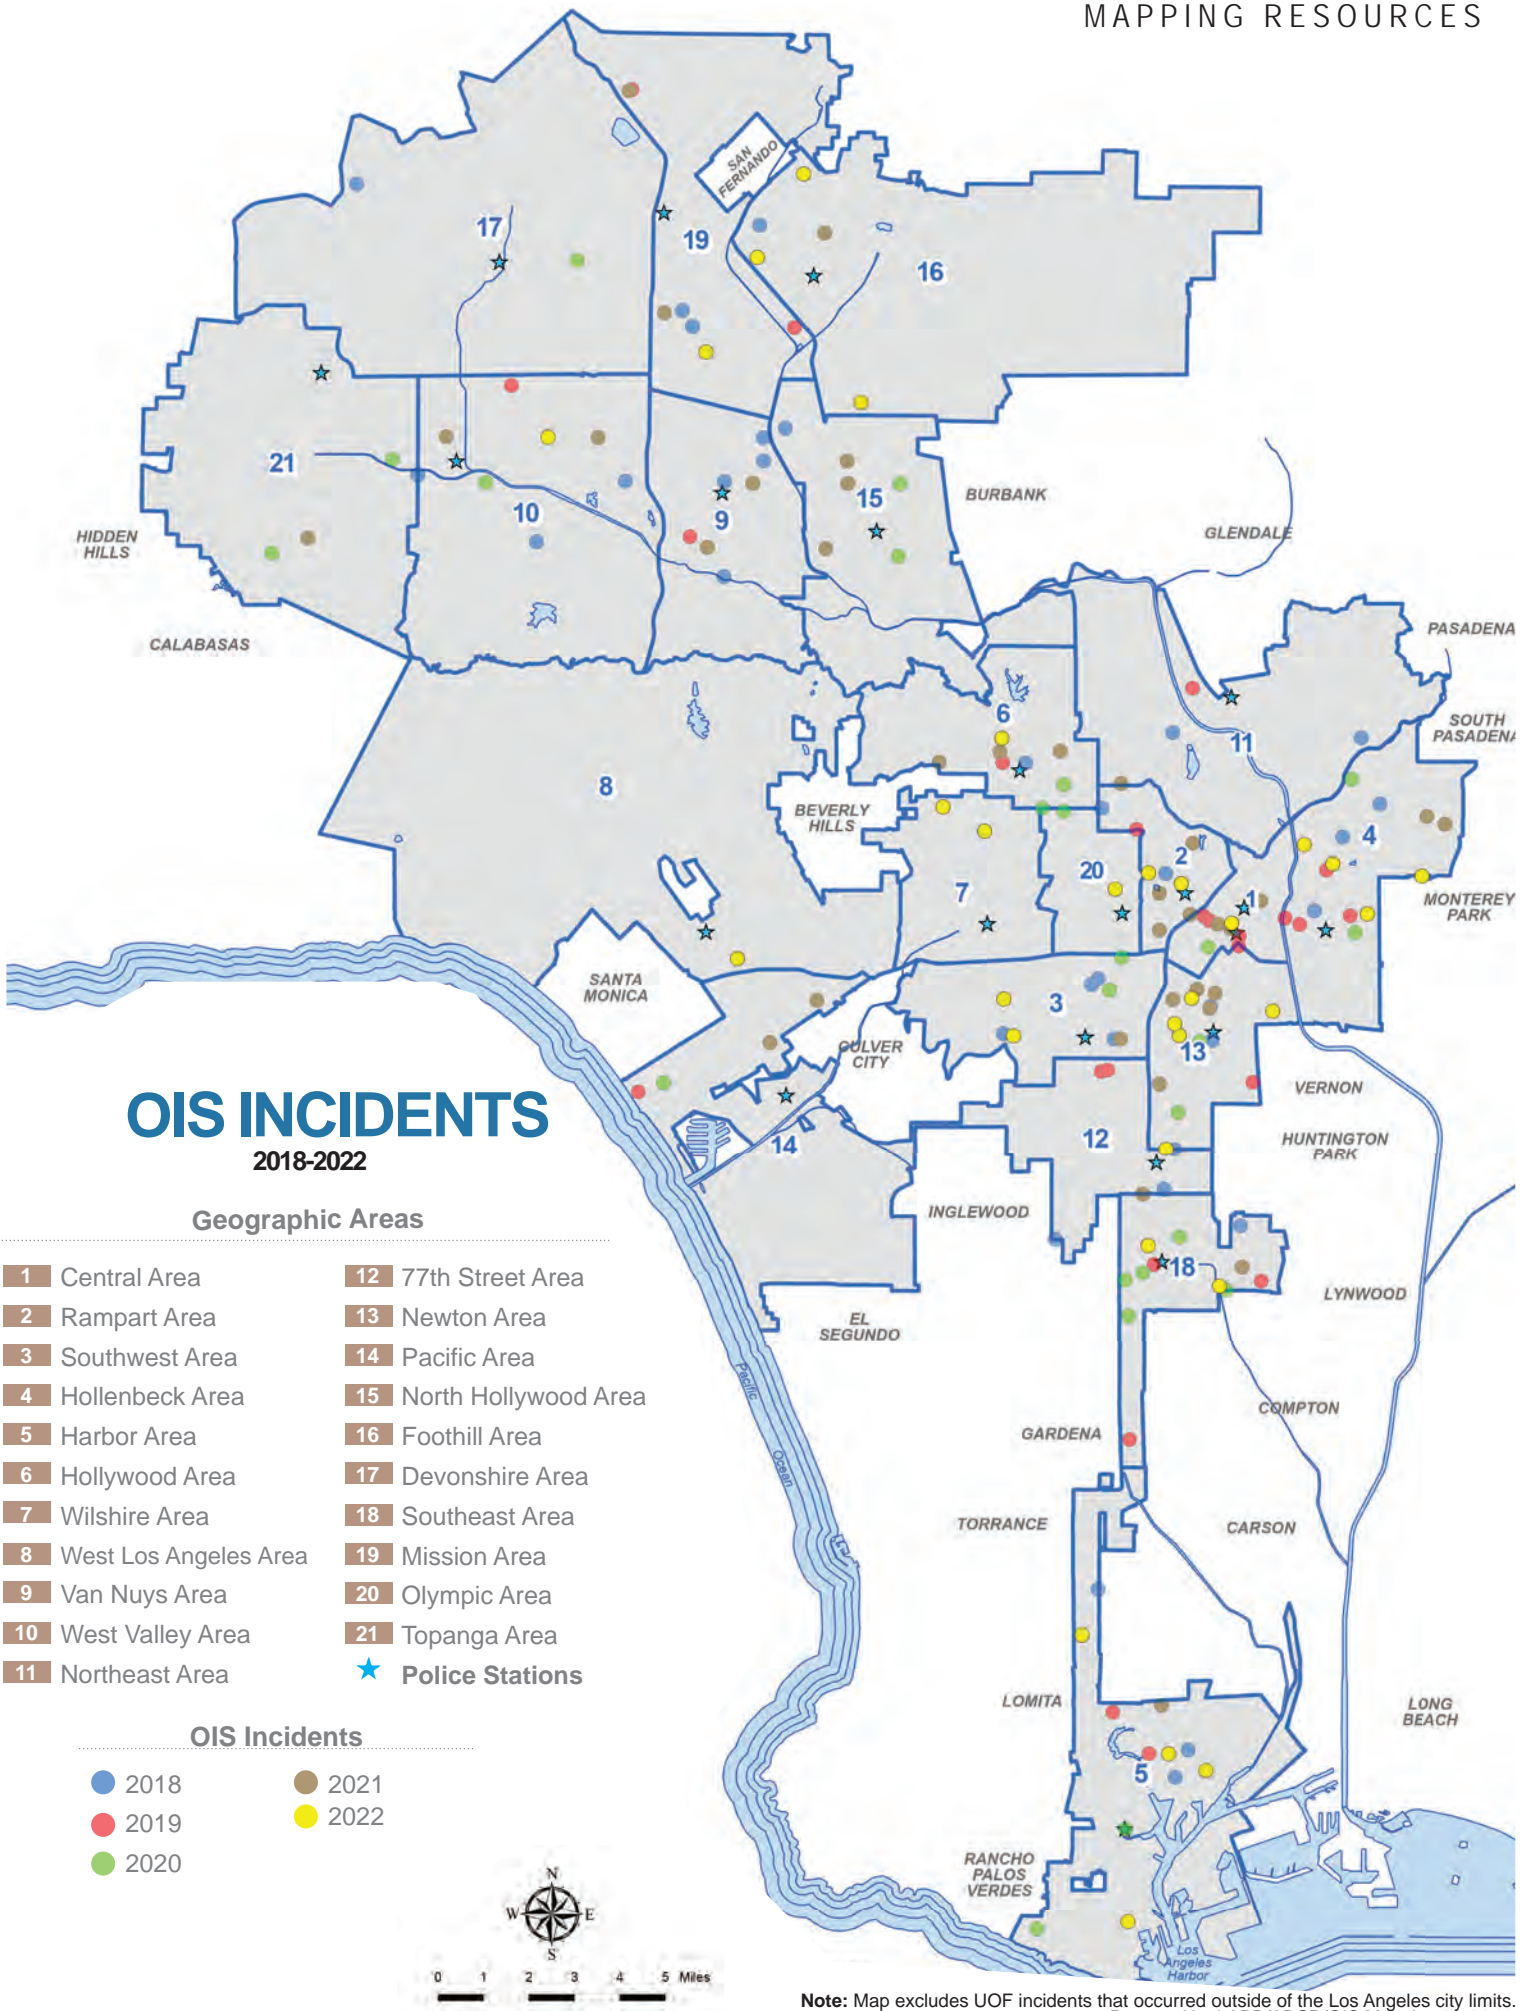 MAPPING RESOURCES
SAN
FERNANDO
17
19
16
21
10
9
15
BURBANK
GLENDALE
HIDDEN
HILLS
CALABASAS
PASADENA
SOUTH
PASADENA
6
11
8
BEVERLY
HILLS
4
2
20
7
1
MONTEREY
PARK
SANTA
MONICA
3
CULVER
CITY
13
VERNON
OIS INCIDENTS
2018-2022
12
14
HUNTINGTON
PARK
INGLEWOOD
18
LYNWOOD
EL
SEGUNDO
Pacific
Ocean
COMPTON
GARDENA
TORRANCE
CARSON
LOMITA
LONG
BEACH
5
RANCHO
PALOS
VERDES
Los
Angeles
Harbor
Geographic Areas
1 Central Area
2 Rampart Area
3 Southwest Area
4 Hollenbeck Area
5 Harbor Area
6 Hollywood Area
7 Wilshire Area
8 West Los Angeles Area
9 Van Nuys Area
10 West Valley Area
11 Northeast Area
12 77th Street Area
13 Newton Area
14 Pacific Area
15 North Hollywood Area
16 Foothill Area
17 Devonshire Area
18 Southeast Area
19 Mission Area
20 Olympic Area
21 Topanga Area
Police Stations
OIS Incidents
2018
2019
2020
2021
2022
N
W E
S
0 1 2 3 4 5 Miles
Note: Map excludes UOF incidents that occurred outside of the Los Angeles city limits.